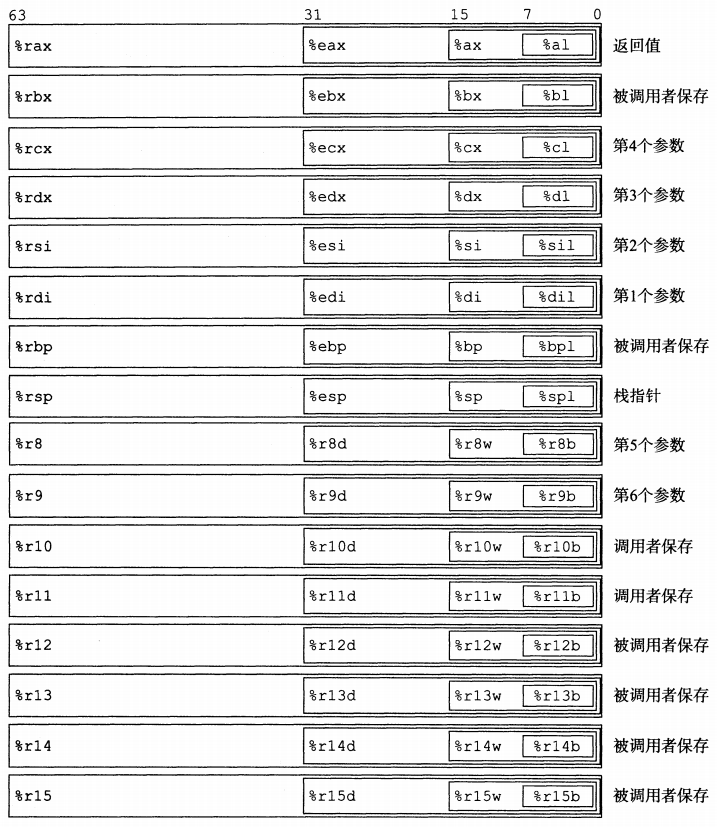 63 31 15 7 0
%rax %eax %ax %al 返回值
%rbx %ebx %bx %bl 被调用者保存
%rcx %ecx %cx %cl 第4个参数
%rdx %edx %dx %dl 第3个参数
%rsi %esi %si %sil 第2个参数
%rdi %edi %di %dil 第1个参数
%rbp %ebp %bp %bpl 被调用者保存
%rsp %esp %sp %spl 栈指针
%r8 %r8d %r8w %r8b 第5个参数
%r9 %r9d %r9w %r9b 第6个参数
%r10 %r10d %r10w %r10b 调用者保存
%r11 %r11d %r11w %r11b 调用者保存
%r12 %r12d %r12w %r12b 被调用者保存
%r13 %r13d %r13w %r13b 被调用者保存
%r14 %r14d %r14w %r14b 被调用者保存
%r15 %r15d %r15w %r15b 被调用者保存